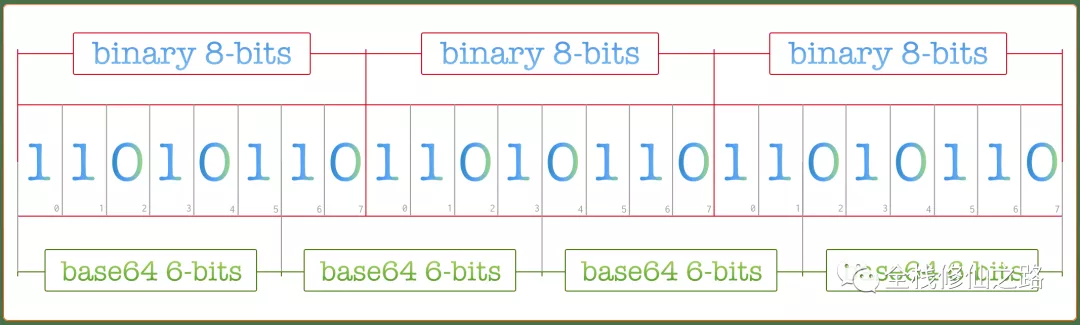 binary 8-bits binary 8-bits binary 8-bits
1 1 0 1 0 1 1 0 1 1 0 1 0 1 1 0 1 1 0 1 0 1 1 0
0 1 2 3 4 5 6 7 0 1 2 3 4 5 6 7 0 1 2 3 4 5 6 7
base64 6-bits base64 6-bits base64 6-bits 6-bits
全栈修仙之路